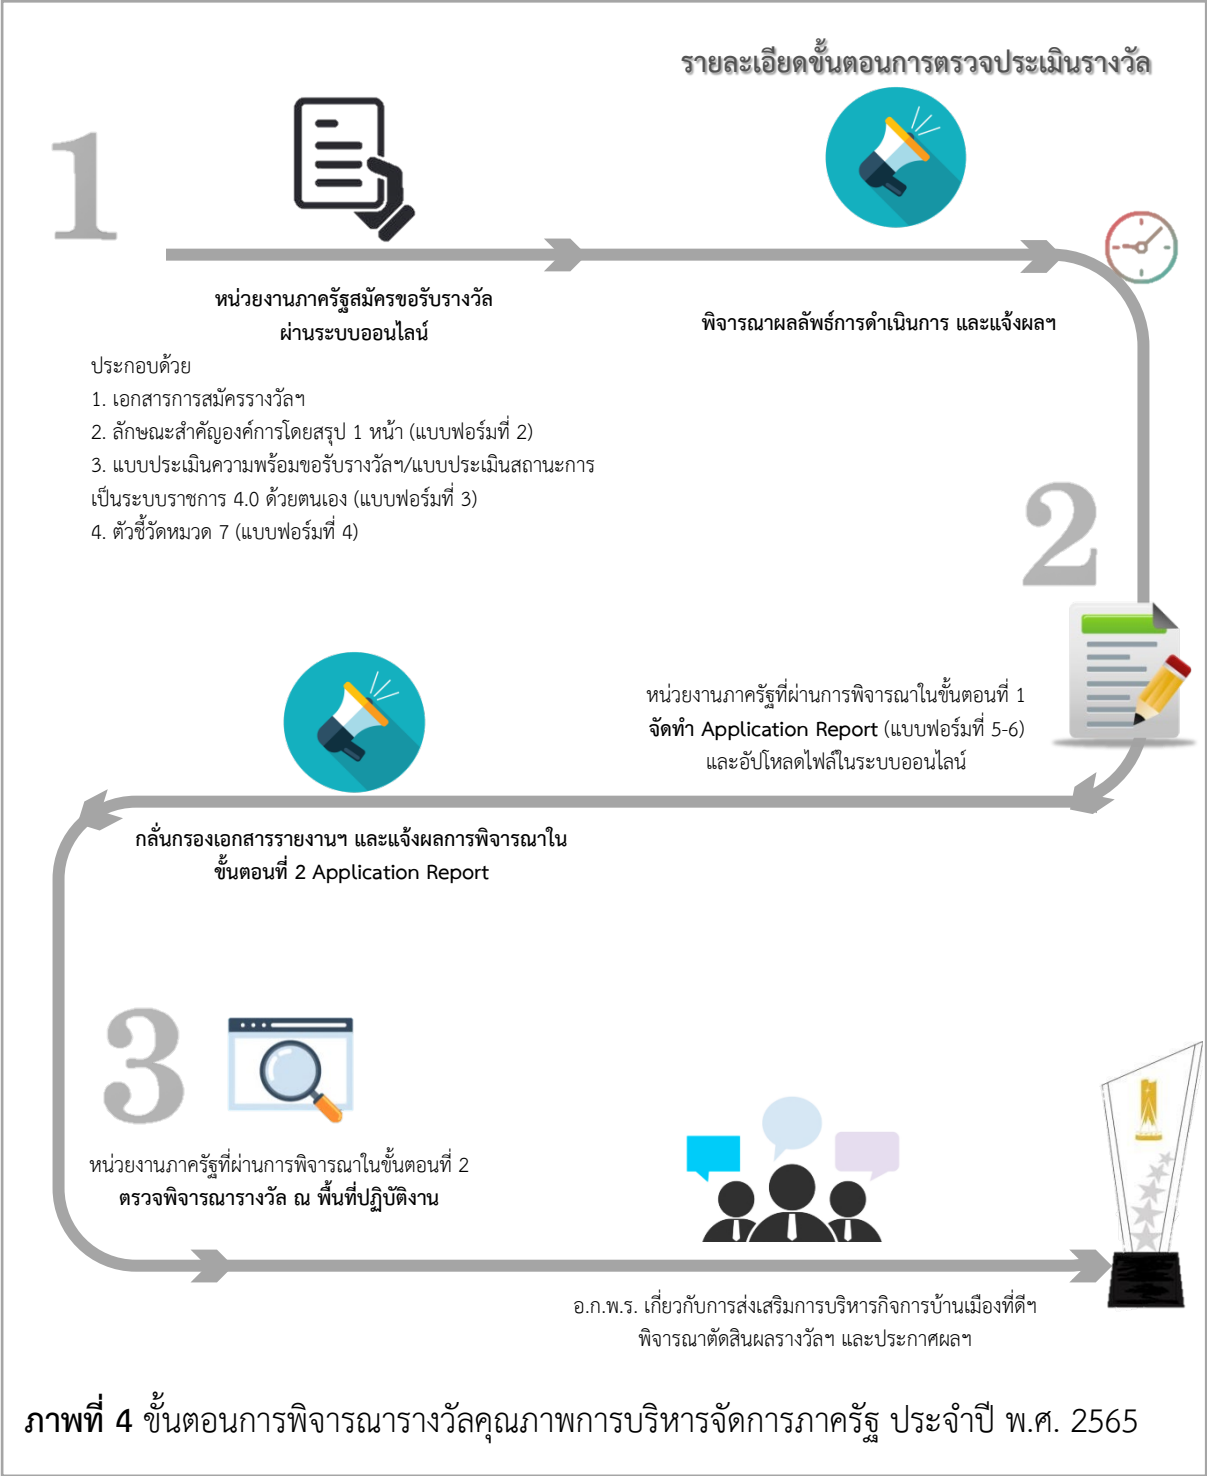 รายละเอียดขั้นตอนการตรวจประเมินรางวัล
1
หน่วยงานภาครัฐสมัครขอรับรางวัล
ผ่านระบบออนไลน์
ประกอบด้วย
1. เอกสารการสมัครรางวัลฯ
2. ลักษณะสำคัญองค์การโดยสรุป 1 หน้า (แบบฟอร์มที่ 2)
3. แบบประเมินความพร้อมขอรับรางวัลฯ/แบบประเมินสถานะการ
เป็นระบบราชการ 4.0 ด้วยตนเอง (แบบฟอร์มที่ 3)
4. ตัวชี้วัดหมวด 7 (แบบฟอร์มที่ 4)
พิจารณาผลลัพธ์การดำเนินการ และแจ้งผลฯ
2
หน่วยงานภาครัฐที่ผ่านการพิจารณาในขั้นตอนที่ 1
จัดทำ Application Report (แบบฟอร์มที่ 5-6)
และอัปโหลดไฟล์ในระบบออนไลน์
กลั่นกรองเอกสารรายงานฯ และแจ้งผลการพิจารณาใน
ขั้นตอนที่ 2 Application Report
3
หน่วยงานภาครัฐที่ผ่านการพิจารณาในขั้นตอนที่ 2
ตรวจพิจารณารางวัล ณ พื้นที่ปฏิบัติงาน
อ.ก.พ.ร. เกี่ยวกับการส่งเสริมการบริหารกิจการบ้านเมืองที่ดีฯ
พิจารณาตัดสินผลรางวัลฯ และประกาศผลฯ
ภาพที่ 4 ขั้นตอนการพิจารณารางวัลคุณภาพการบริหารจัดการภาครัฐ ประจำปี พ.ศ. 2565